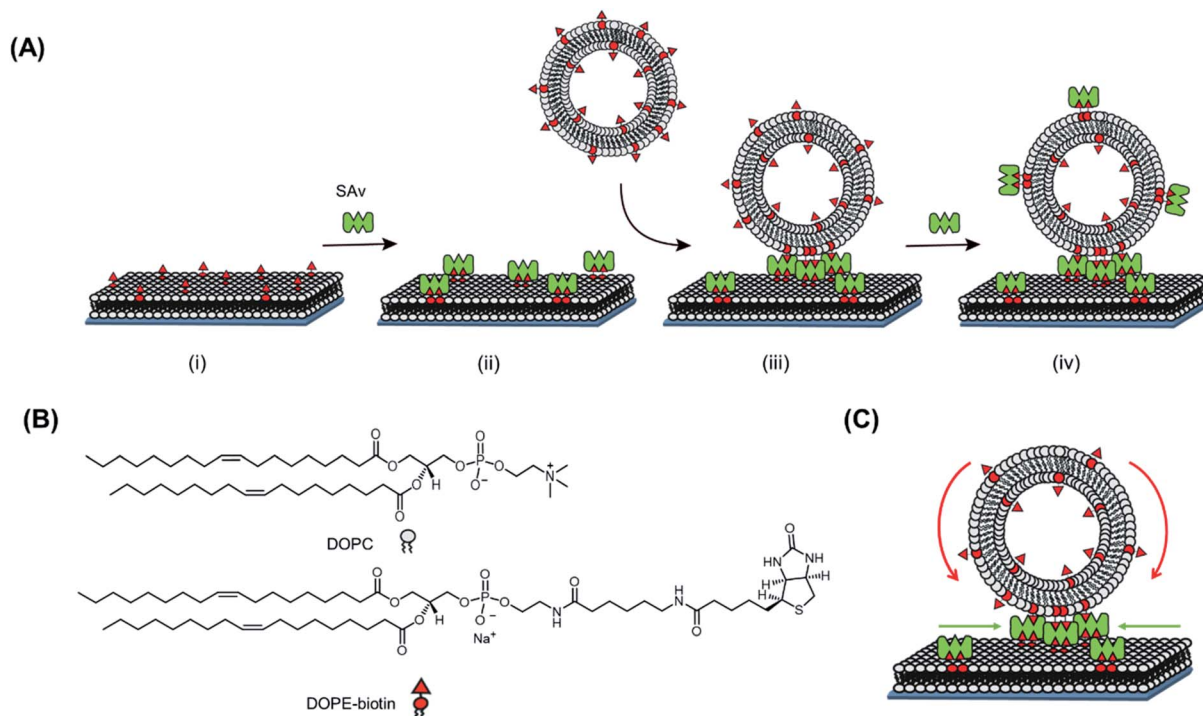 (A)
SAv
(i)
(ii)
(iii)
(iv)
(B)
(C)
O
O
O
P
O
O⁻
N⁺
O
H
O
DOPC
O
O
O
P
O
O⁻
Na⁺
O
H
O
N
H
O
H
N
O
O
HN
NH
H
H
H
S
DOPE-biotin